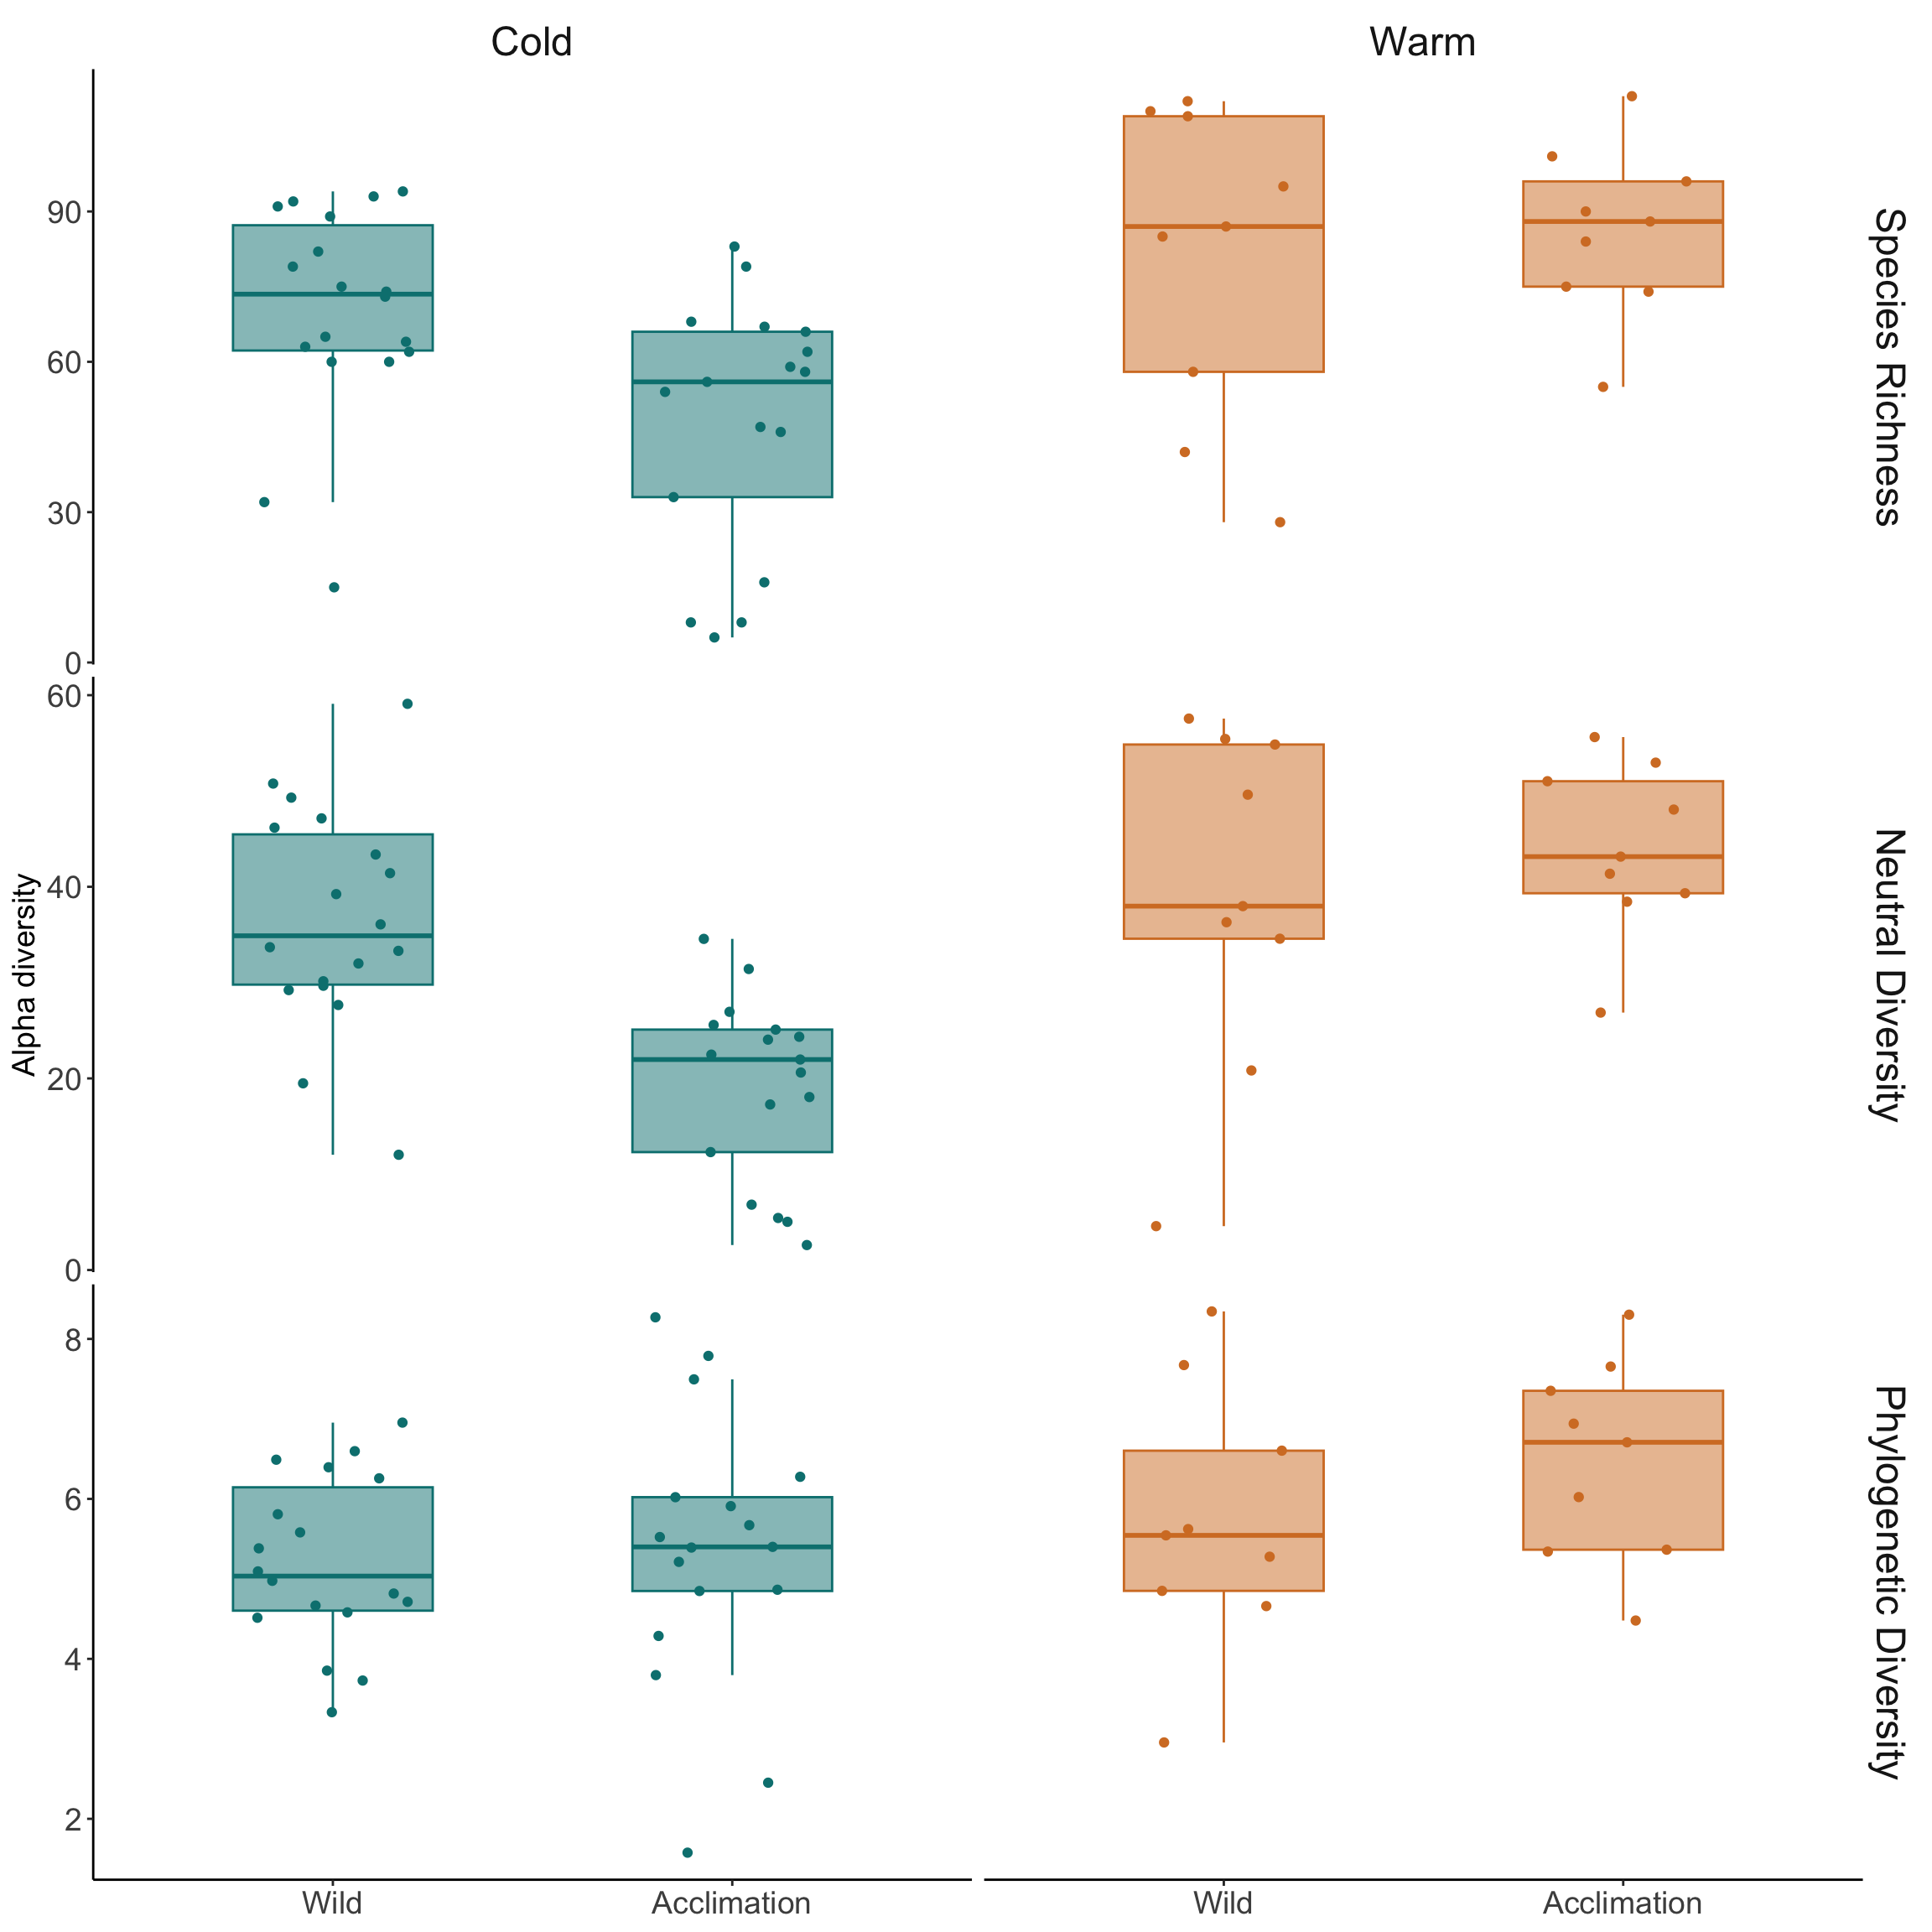 Cold
Warm
90
60
30
0
Species Richness
60
40
20
0
Neutral Diversity
Alpha diversity
8
6
4
2
Phylogenetic Diversity
Wild
Acclimation
Wild
Acclimation